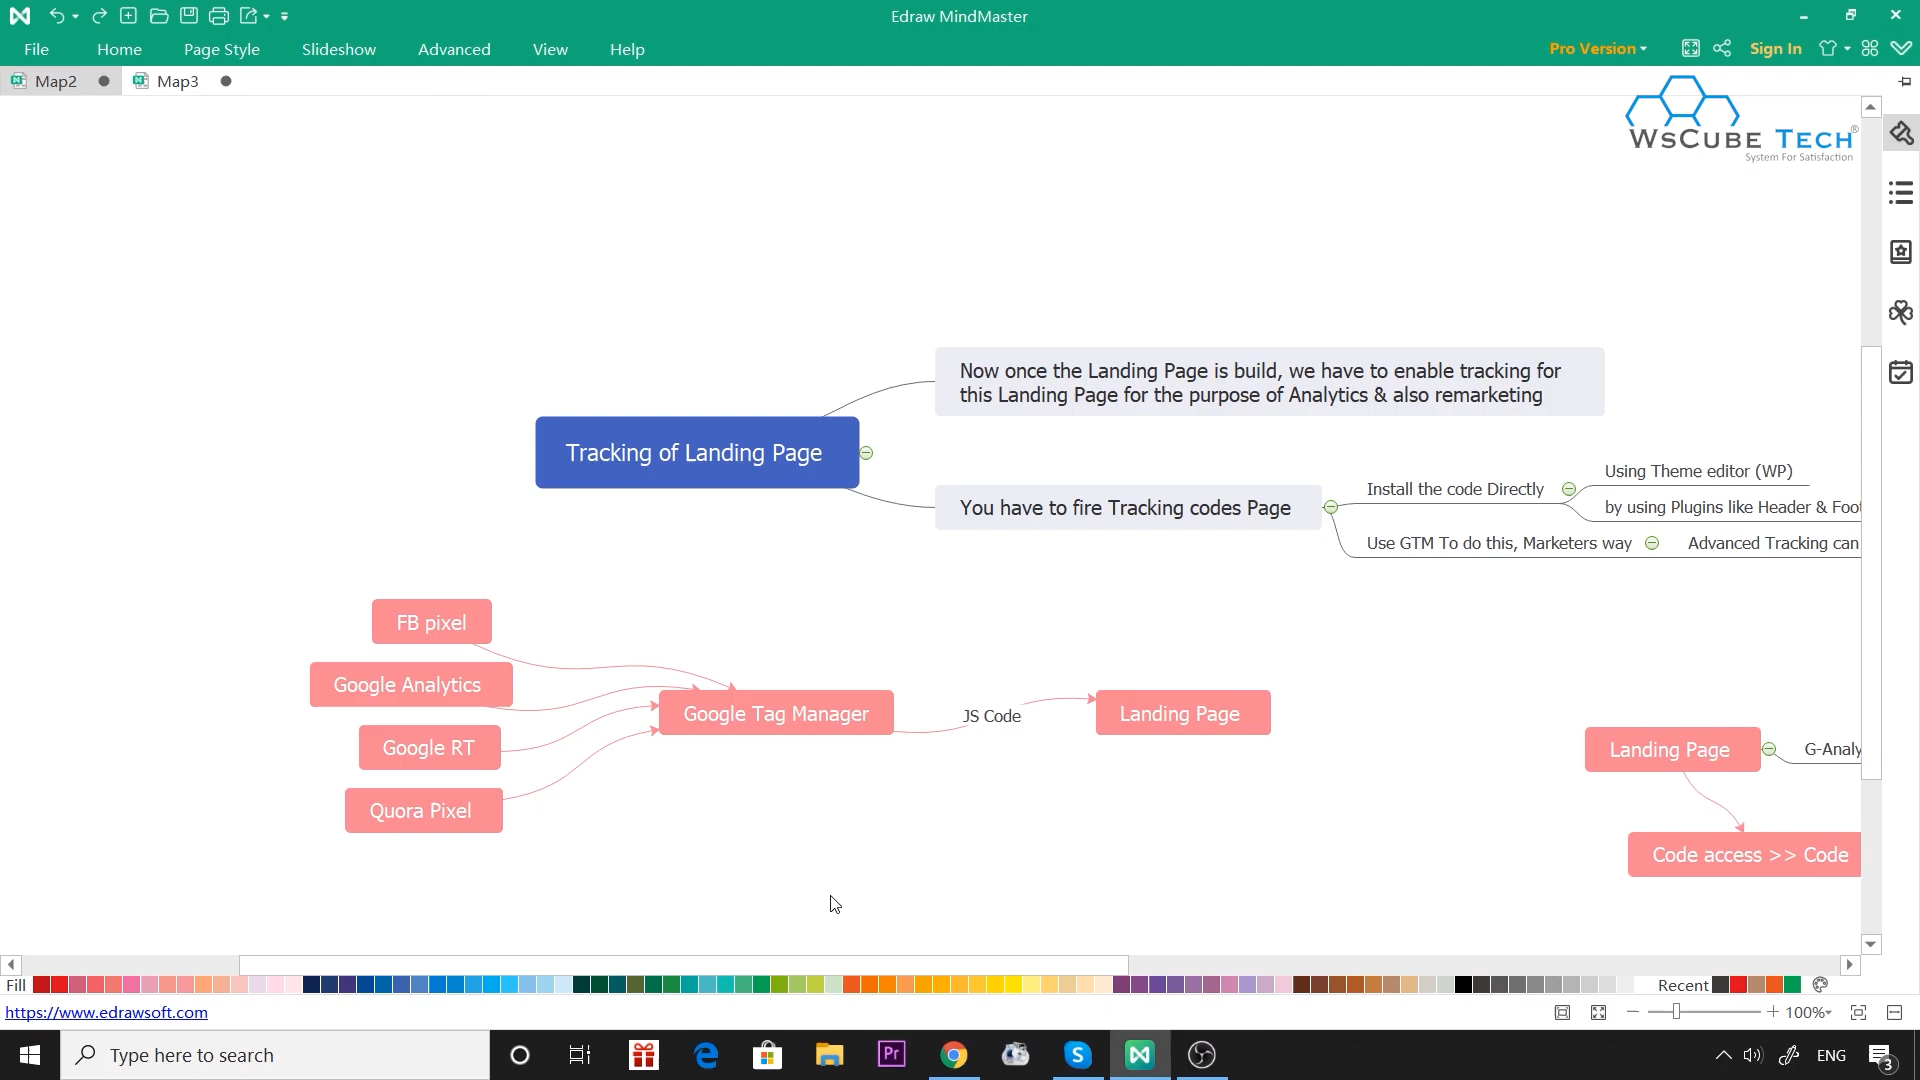 Edraw MindMaster
File Home Page Style Slideshow Advanced View Help
Pro Version Sign In
Map2 Map3
WsCube Tech®
System For Satisfaction
Now once the Landing Page is build, we have to enable tracking for
this Landing Page for the purpose of Analytics & also remarketing
Tracking of Landing Page
You have to fire Tracking codes Page
Install the code Directly
Using Theme editor (WP)
by using Plugins like Header & Foot
Use GTM To do this, Marketers way
Advanced Tracking can
FB pixel
Google Analytics
Google RT
Quora Pixel
Google Tag Manager
JS Code
Landing Page
Landing Page
G-Analy
Code access >> Code
Fill
Recent
https://www.edrawsoft.com
100%
Type here to search
Pr
ENG
3